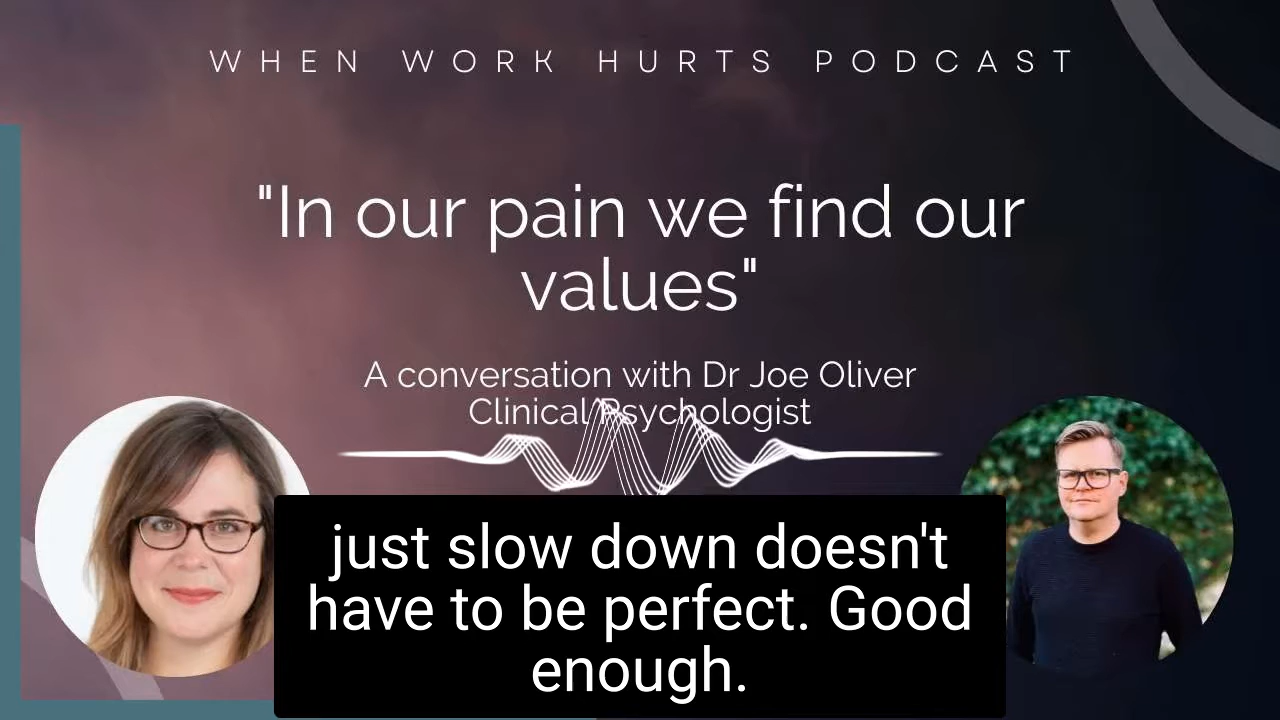 WHEN WORK HURTS PODCAST
"In our pain we find our
values"
A conversation with Dr Joe Oliver
Clinical Psychologist
just slow down doesn't
have to be perfect. Good
enough.